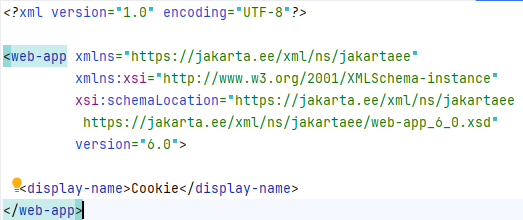 <?xml version="1.0" encoding="UTF-8"?>
<web-app xmlns="https://jakarta.ee/xml/ns/jakartaee"
xmlns:xsi="http://www.w3.org/2001/XMLSchema-instance"
xsi:schemaLocation="https://jakarta.ee/xml/ns/jakartaee
https://jakarta.ee/xml/ns/jakartaee/web-app_6_0.xsd"
version="6.0">
<display-name>Cookie</display-name>
</web-app>